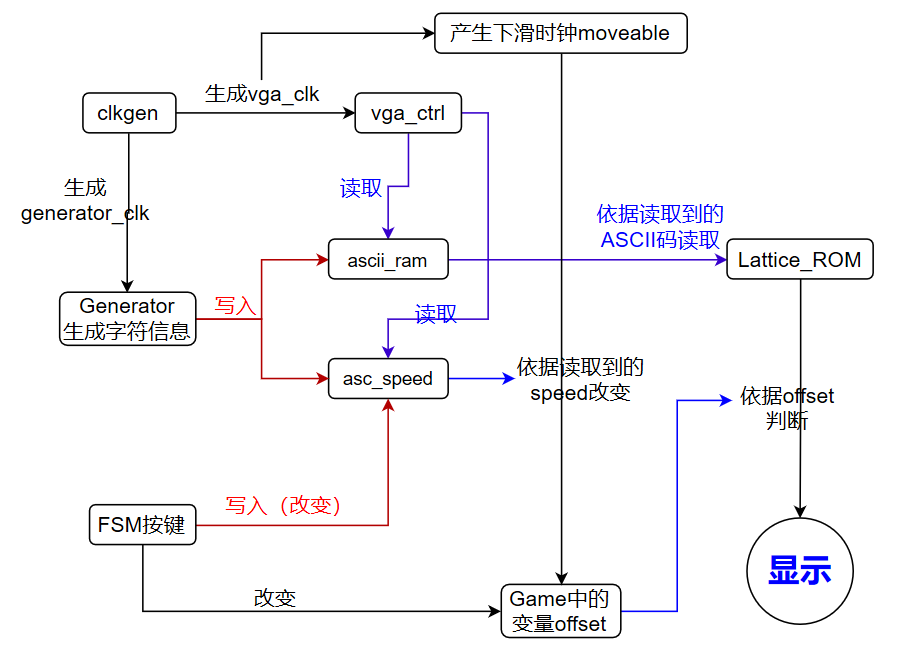 产生下滑时钟moveable
生成vga_clk
clkgen
vga_ctrl
生成
generator_clk
读取
依据读取到的
ASCII码读取
ascii_ram
Lattice_ROM
Generator
生成字符信息
写入
读取
asc_speed
依据读取到的
speed改变
依据offset
判断
写入（改变）
FSM按键
显示
改变
Game中的
变量offset